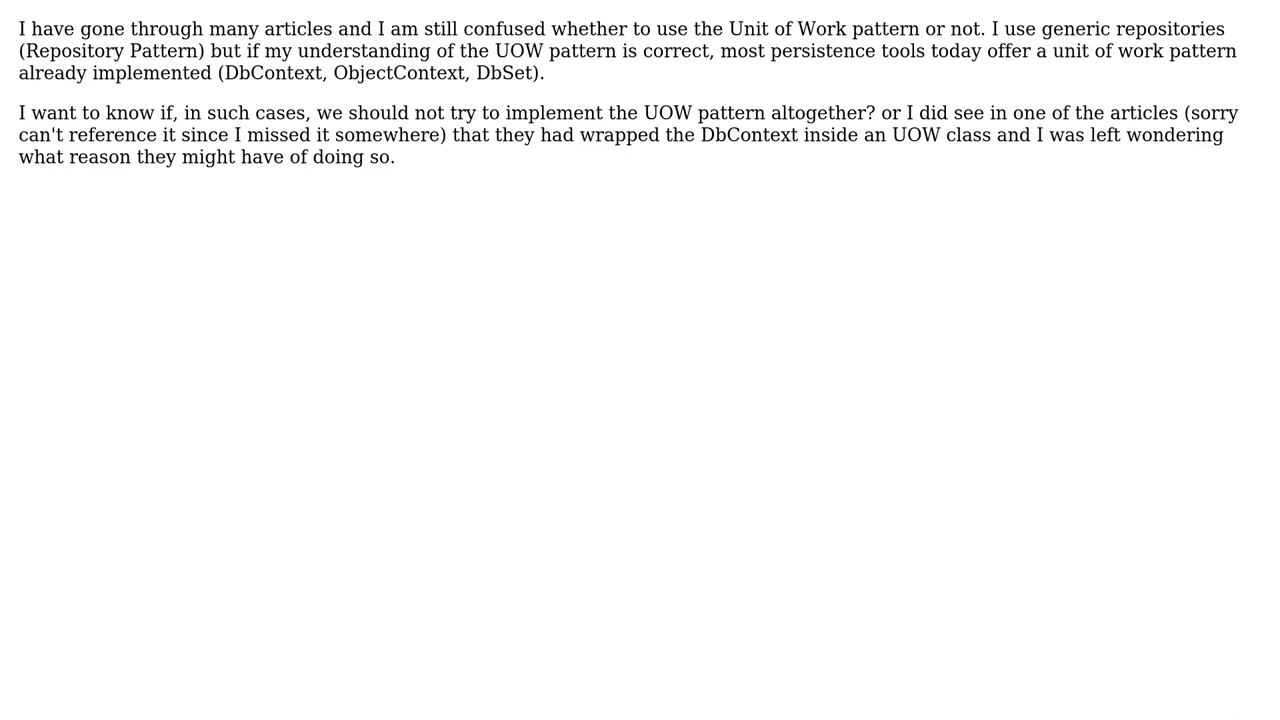 I have gone through many articles and I am still confused whether to use the Unit of Work pattern or not. I use generic repositories
(Repository Pattern) but if my understanding of the UOW pattern is correct, most persistence tools today offer a unit of work pattern
already implemented (DbContext, ObjectContext, DbSet).
I want to know if, in such cases, we should not try to implement the UOW pattern altogether? or I did see in one of the articles (sorry
can't reference it since I missed it somewhere) that they had wrapped the DbContext inside an UOW class and I was left wondering
what reason they might have of doing so.